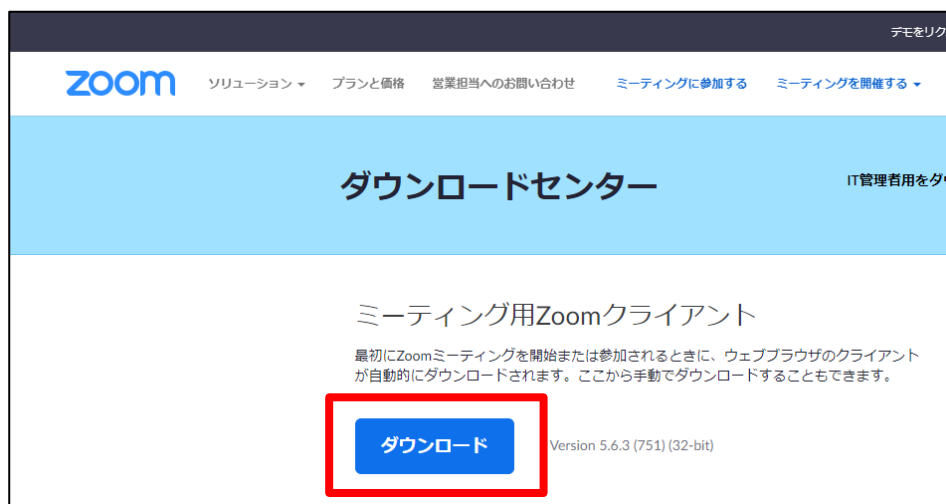 デモをリク
zoom ソリューション プランと価格 営業担当へのお問い合わせ ミーティングに参加する ミーティングを開催する
ダウンロードセンター IT管理者用をダ
ミーティング用Zoomクライアント
最初にZoomミーティングを開始または参加されるときに、ウェブブラウザのクライアント
が自動的にダウンロードされます。ここから手動でダウンロードすることもできます。
ダウンロード Version 5.6.3 (751) (32-bit)